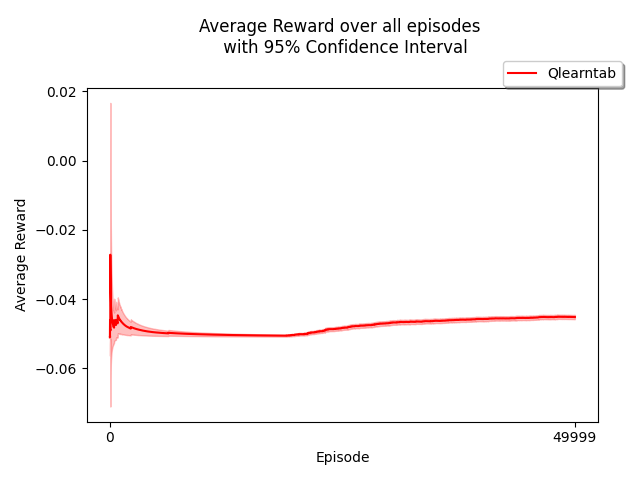 Average Reward over all episodes
with 95% Confidence Interval
Qlearntab
0.02
0.00
−0.02
−0.04
−0.06
Average Reward
0
49999
Episode